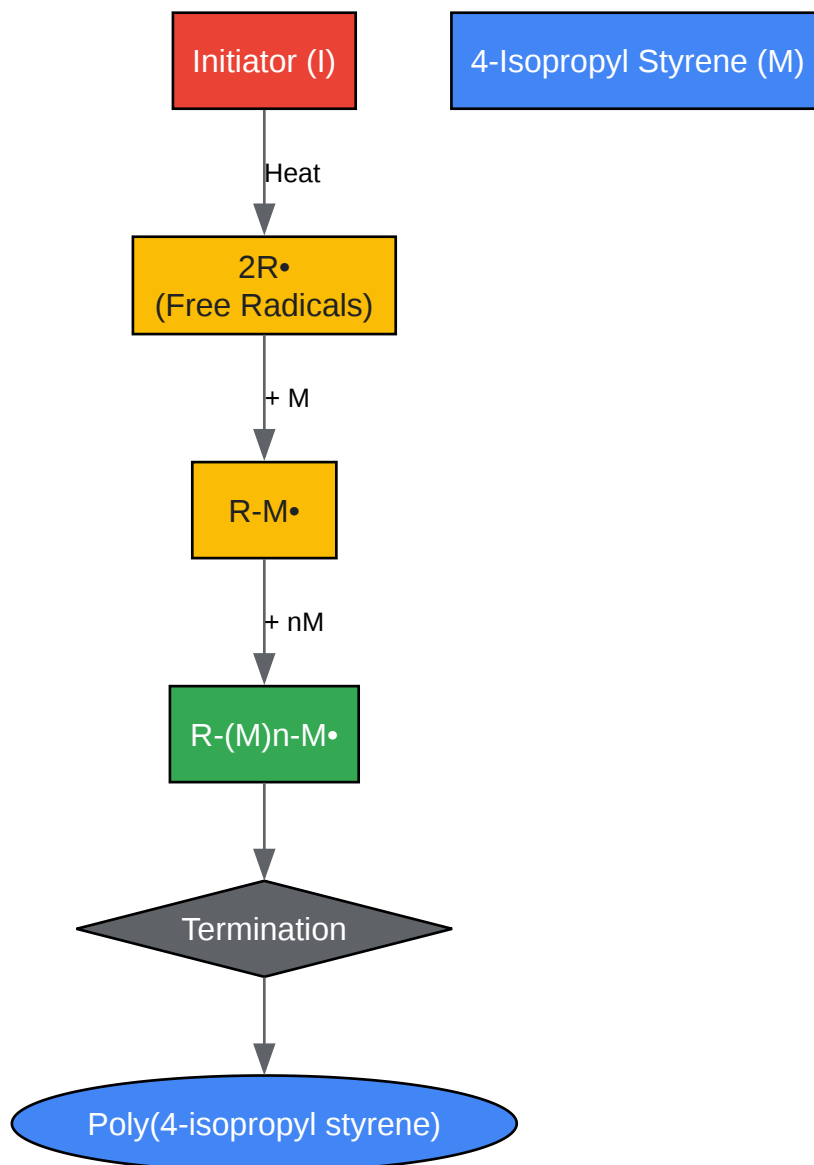 Initiator (I)
4-Isopropyl Styrene (M)
Heat
2R•
(Free Radicals)
+ M
R-M•
+ nM
R-(M)n-M•
Termination
Poly(4-isopropyl styrene)